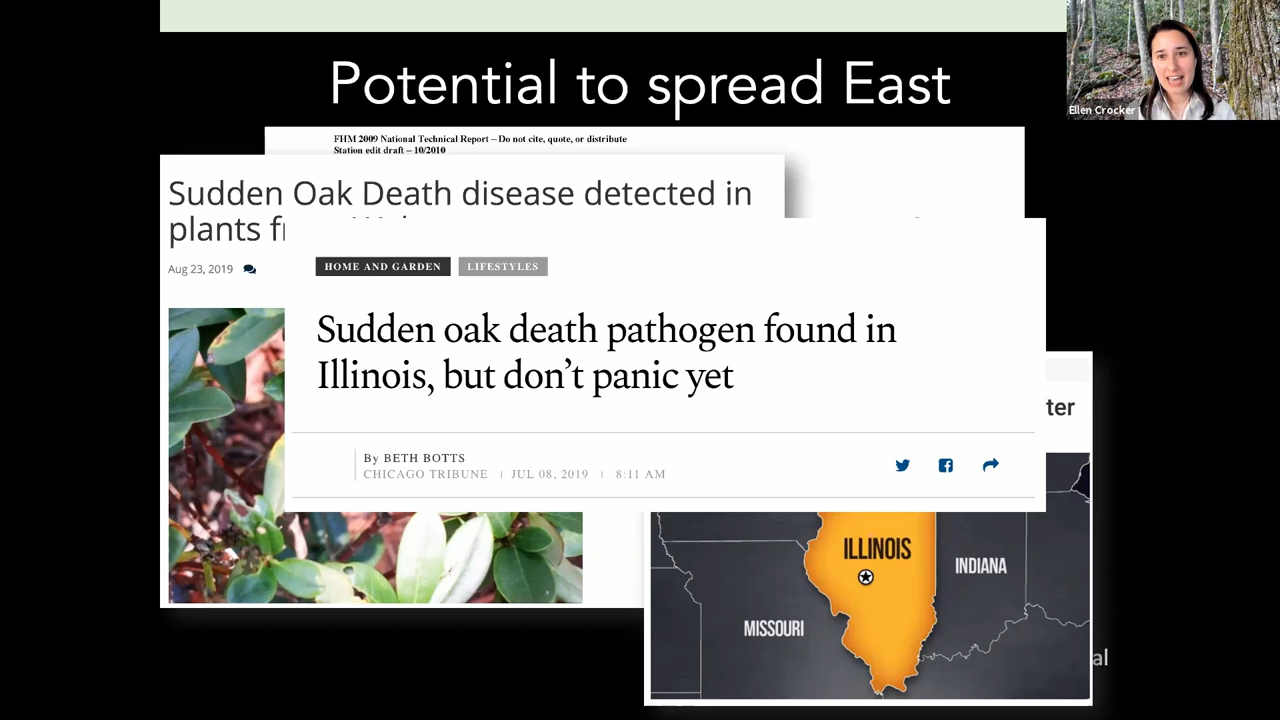 Potential to spread East
Ellen Crocker
FHM 2009 National Technical Report – Do not cite, quote, or distribute
Station edit draft – 10/2010
Sudden Oak Death disease detected in
plants
Aug 23, 2019
HOME AND GARDEN LIFESTYLES
Sudden oak death pathogen found in
Illinois, but don’t panic yet
By BETH BOTTS
CHICAGO TRIBUNE | JUL 08, 2019 | 8:11 AM
ter
ILLINOIS
INDIANA
MISSOURI
al